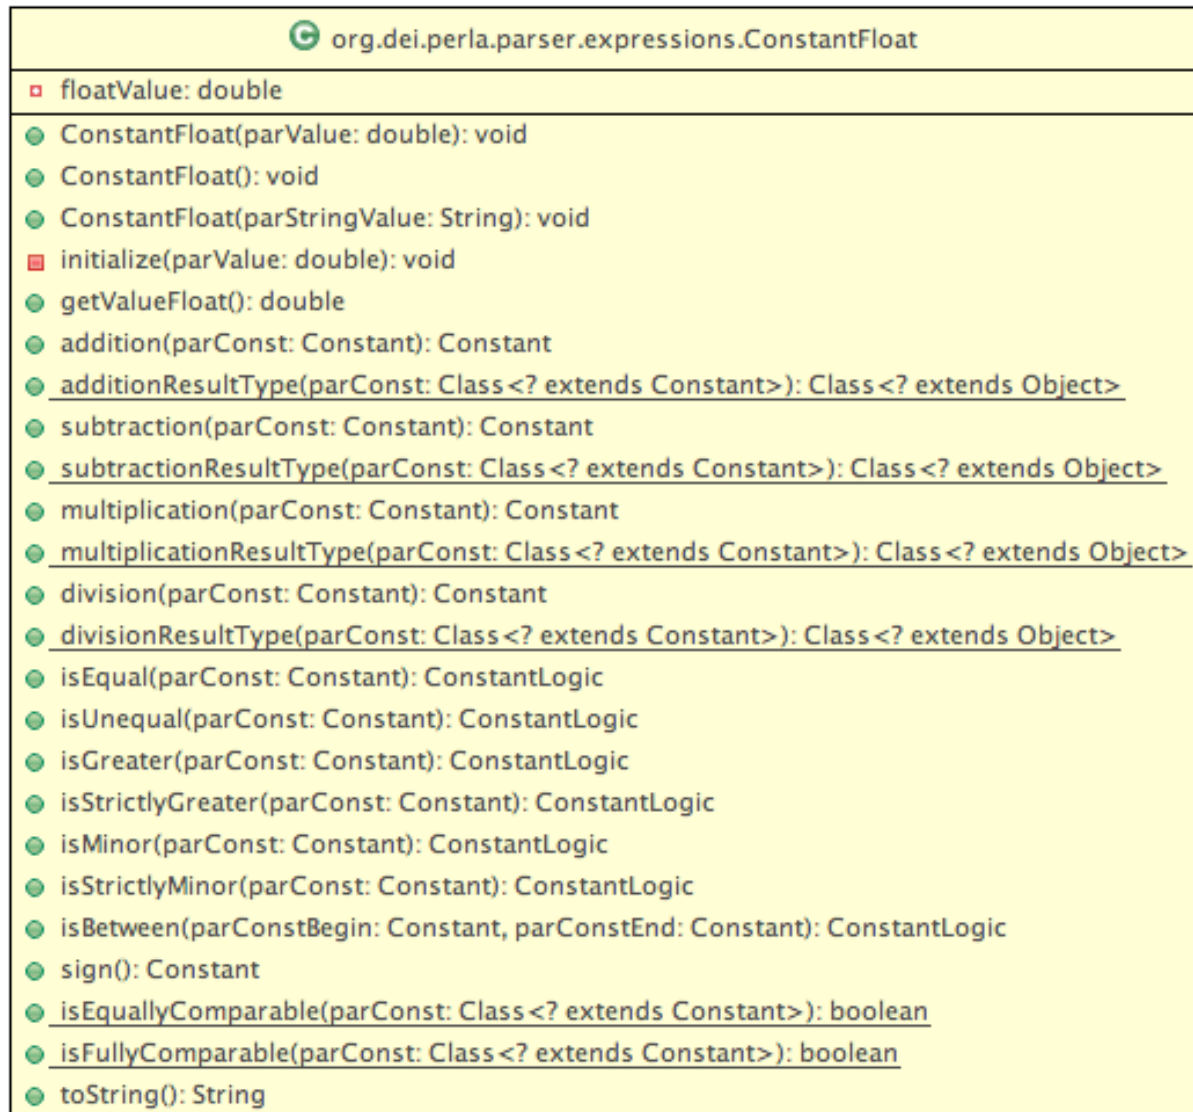 C org.dei.perla.parser.expressions.ConstantFloat
floatValue: double
ConstantFloat(parValue: double): void
ConstantFloat(): void
ConstantFloat(parStringValue: String): void
initialize(parValue: double): void
getValueFloat(): double
addition(parConst: Constant): Constant
additionResultType(parConst: Class<? extends Constant>): Class<? extends Object>
subtraction(parConst: Constant): Constant
subtractionResultType(parConst: Class<? extends Constant>): Class<? extends Object>
multiplication(parConst: Constant): Constant
multiplicationResultType(parConst: Class<? extends Constant>): Class<? extends Object>
division(parConst: Constant): Constant
divisionResultType(parConst: Class<? extends Constant>): Class<? extends Object>
isEqual(parConst: Constant): ConstantLogic
isUnequal(parConst: Constant): ConstantLogic
isGreater(parConst: Constant): ConstantLogic
isStrictlyGreater(parConst: Constant): ConstantLogic
isMinor(parConst: Constant): ConstantLogic
isStrictlyMinor(parConst: Constant): ConstantLogic
isBetween(parConstBegin: Constant, parConstEnd: Constant): ConstantLogic
sign(): Constant
isEquallyComparable(parConst: Class<? extends Constant>): boolean
isFullyComparable(parConst: Class<? extends Constant>): boolean
toString(): String